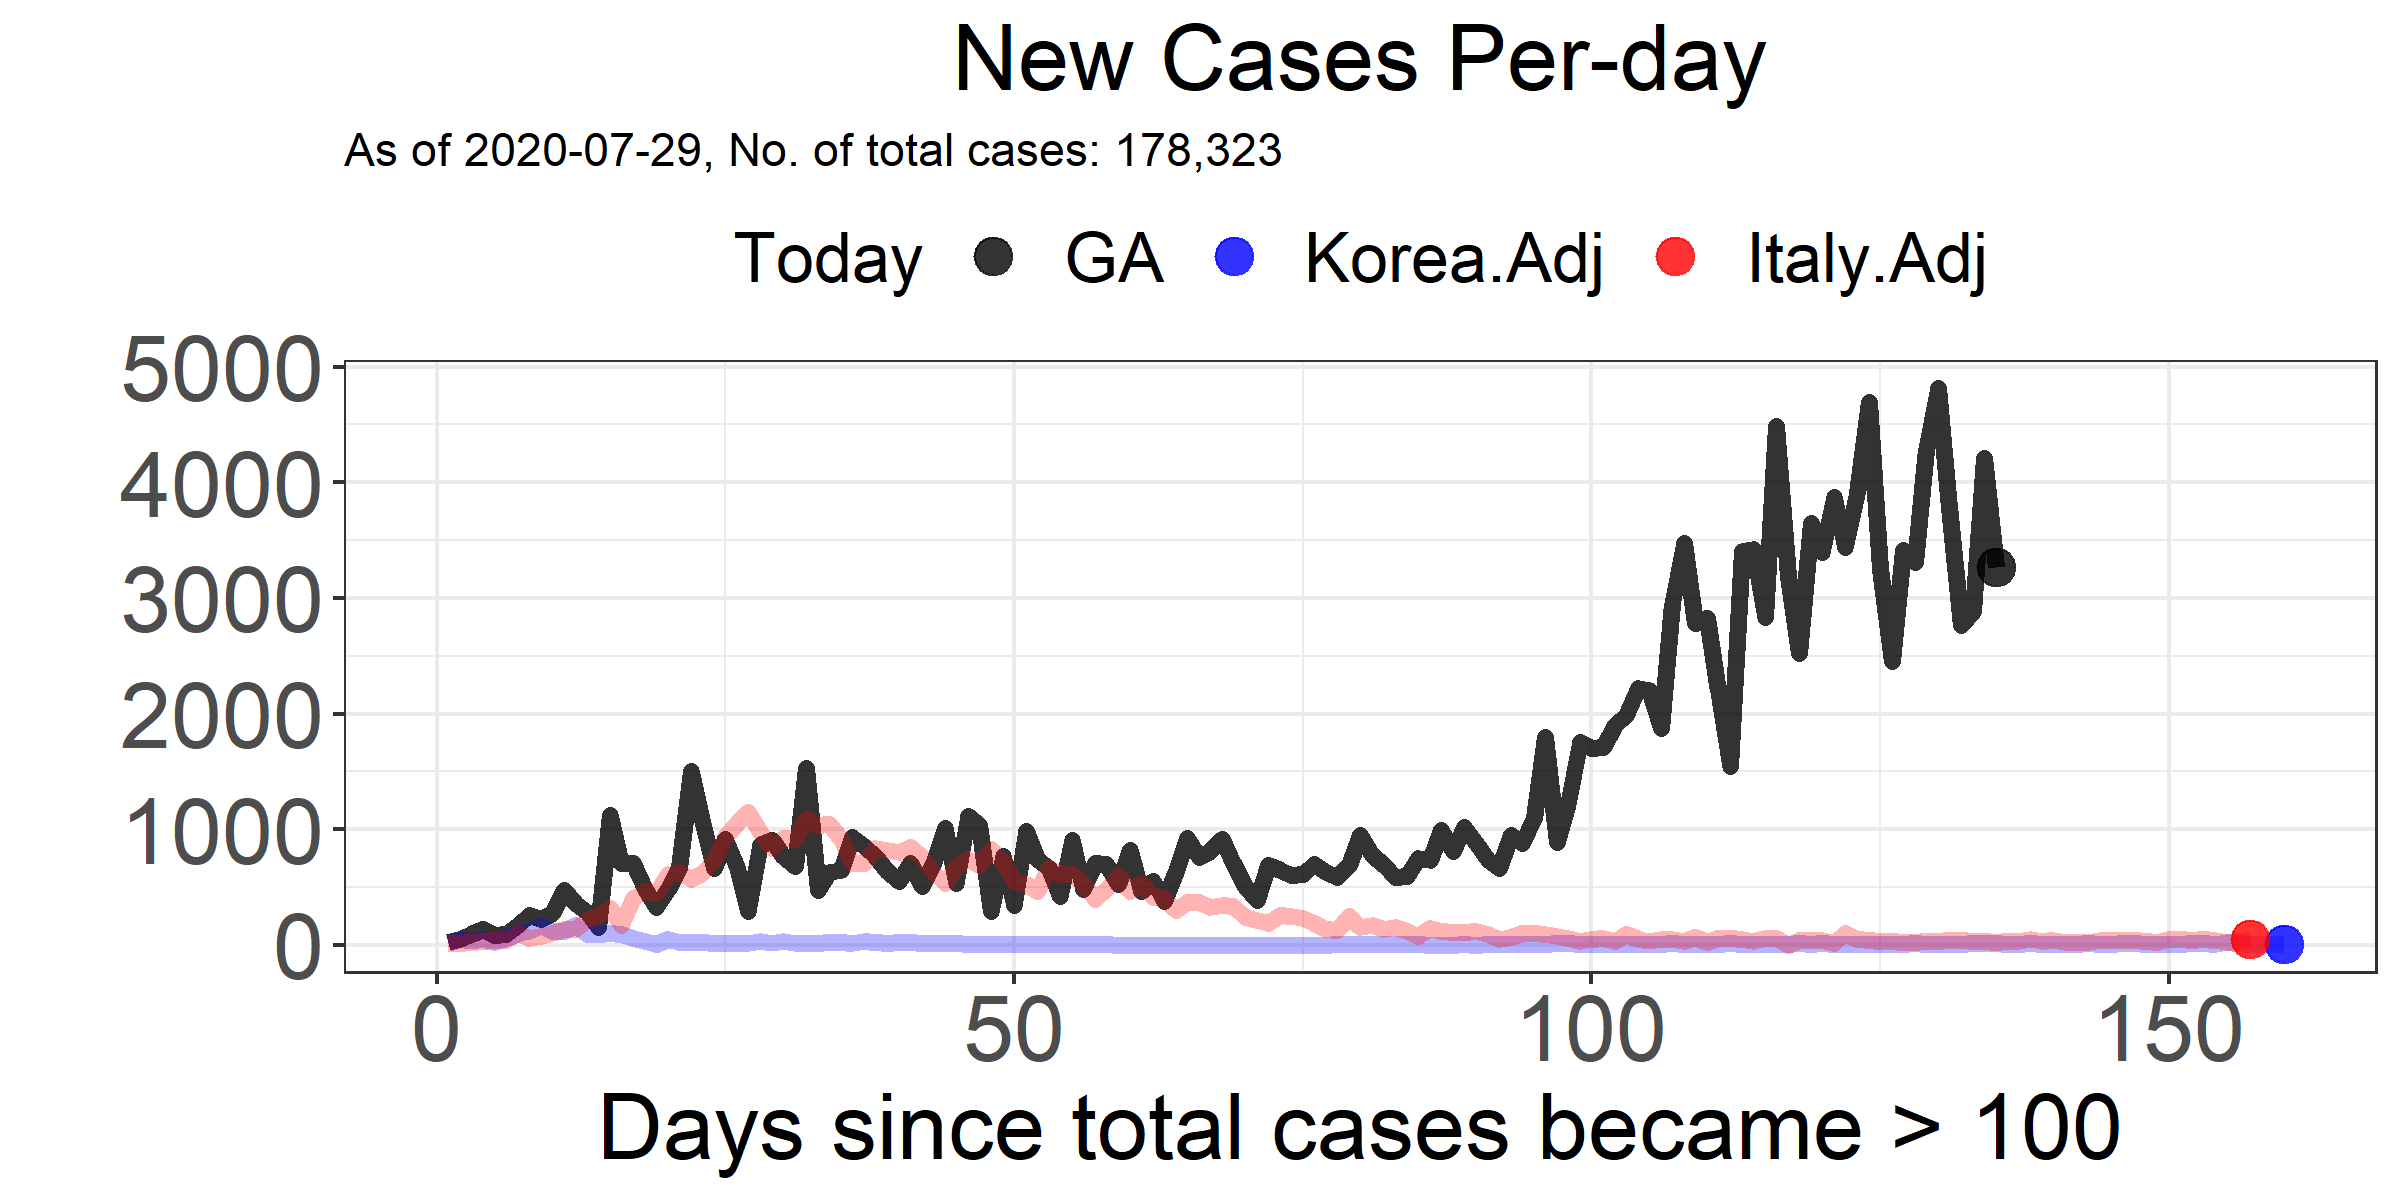 New Cases Per-day
As of 2020-07-29, No. of total cases: 178,323
Today GA Korea.Adj Italy.Adj
5000
4000
3000
2000
1000
0
0 50 100 150
Days since total cases became > 100